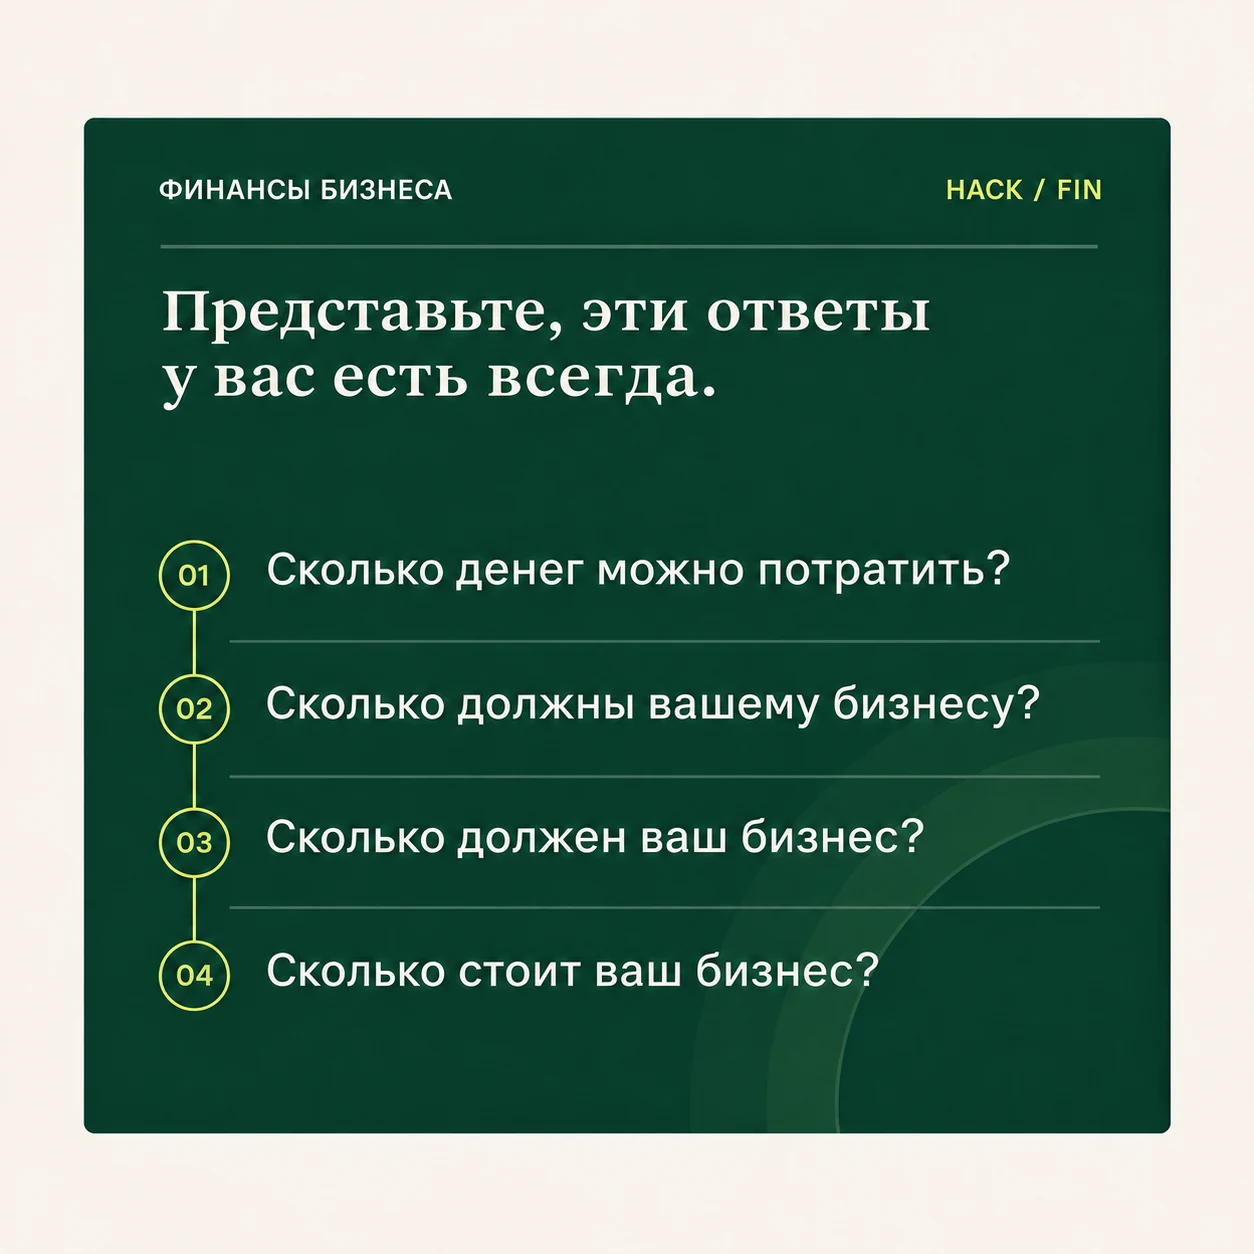 ФИНАНСЫ БИЗНЕСА
HACK / FIN
Представьте, эти ответы
у вас есть всегда.
01 Сколько денег можно потратить?
02 Сколько должны вашему бизнесу?
03 Сколько должен ваш бизнес?
04 Сколько стоит ваш бизнес?